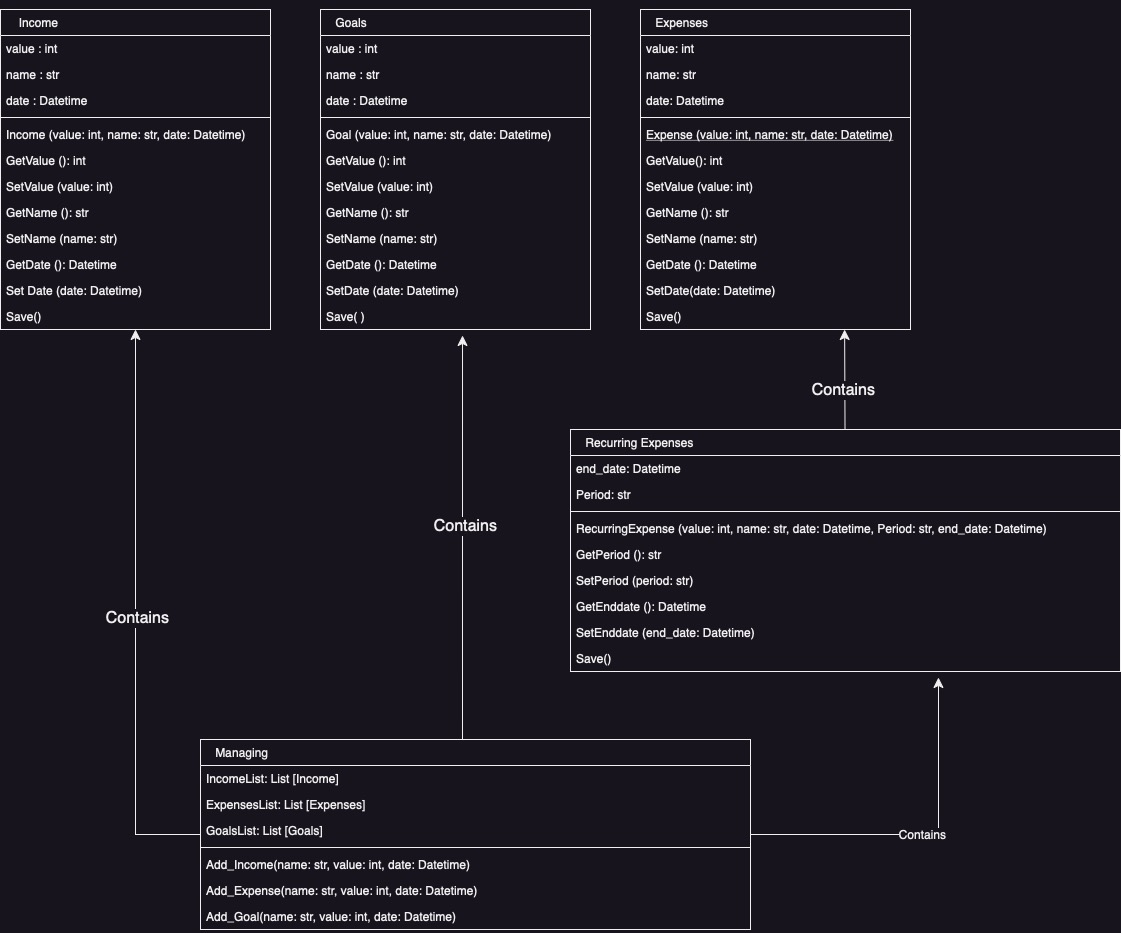 Income
value : int
name : str
date : Datetime
Income (value: int, name: str, date: Datetime)
GetValue (): int
SetValue (value: int)
GetName (): str
SetName (name: str)
GetDate (): Datetime
Set Date (date: Datetime)
Save()
Goals
value : int
name : str
date : Datetime
Goal (value: int, name: str, date: Datetime)
GetValue (): int
SetValue (value: int)
GetName (): str
SetName (name: str)
GetDate (): Datetime
SetDate (date: Datetime)
Save( )
Expenses
value: int
name: str
date: Datetime
Expense (value: int, name: str, date: Datetime)
GetValue(): int
SetValue (value: int)
GetName (): str
SetName (name: str)
GetDate (): Datetime
SetDate(date: Datetime)
Save()
Contains
Recurring Expenses
end_date: Datetime
Period: str
RecurringExpense (value: int, name: str, date: Datetime, Period: str, end_date: Datetime)
GetPeriod (): str
SetPeriod (period: str)
GetEnddate (): Datetime
SetEnddate (end_date: Datetime)
Save()
Contains
Contains
Managing
IncomeList: List [Income]
ExpensesList: List [Expenses]
GoalsList: List [Goals]
Add_Income(name: str, value: int, date: Datetime)
Add_Expense(name: str, value: int, date: Datetime)
Add_Goal(name: str, value: int, date: Datetime)
Contains